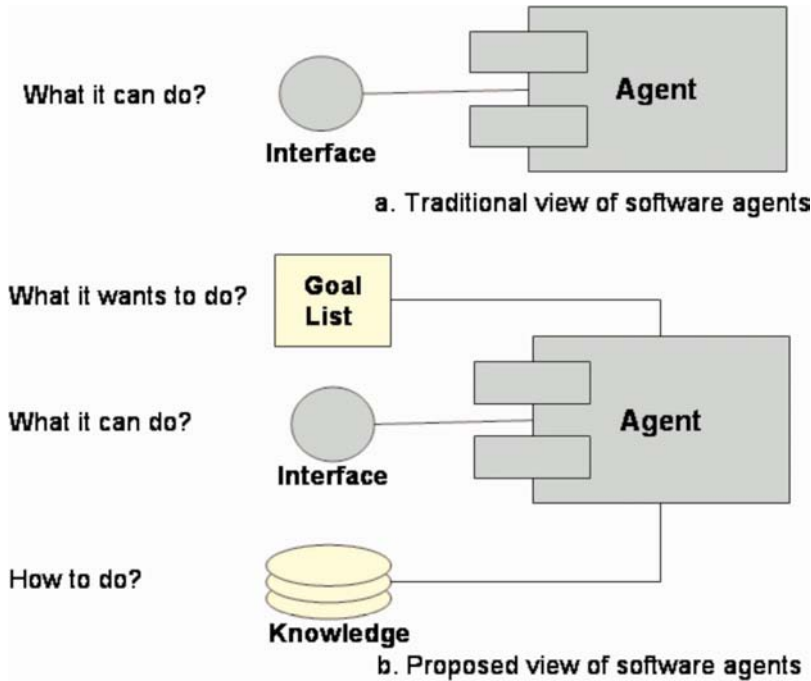 What it can do?
Agent
Interface
a. Traditional view of software agents
What it wants to do?
Goal
List
What it can do?
Agent
Interface
How to do?
Knowledge
b. Proposed view of software agents